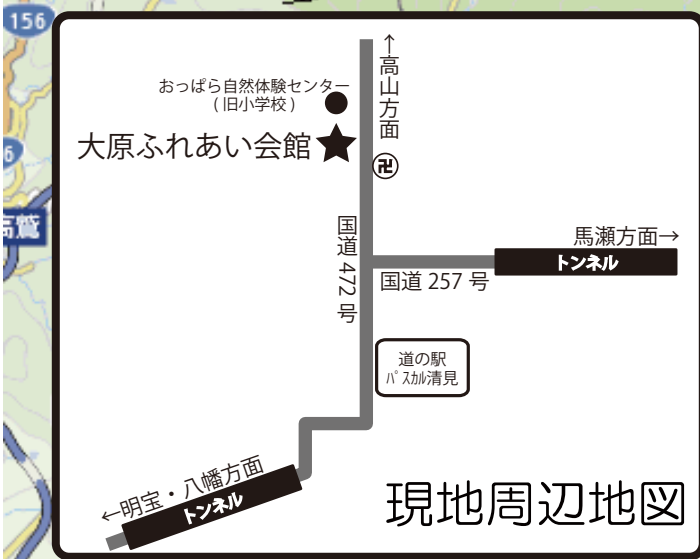 156
↑高山方面
おっぱら自然体験センター
(旧小学校)
大原ふれあい会館
卍
6
高鷲
国道 472 号
馬瀬方面→
トンネル
国道 257 号
道の駅
パスカル清見
←明宝・八幡方面
トンネル
現地周辺地図